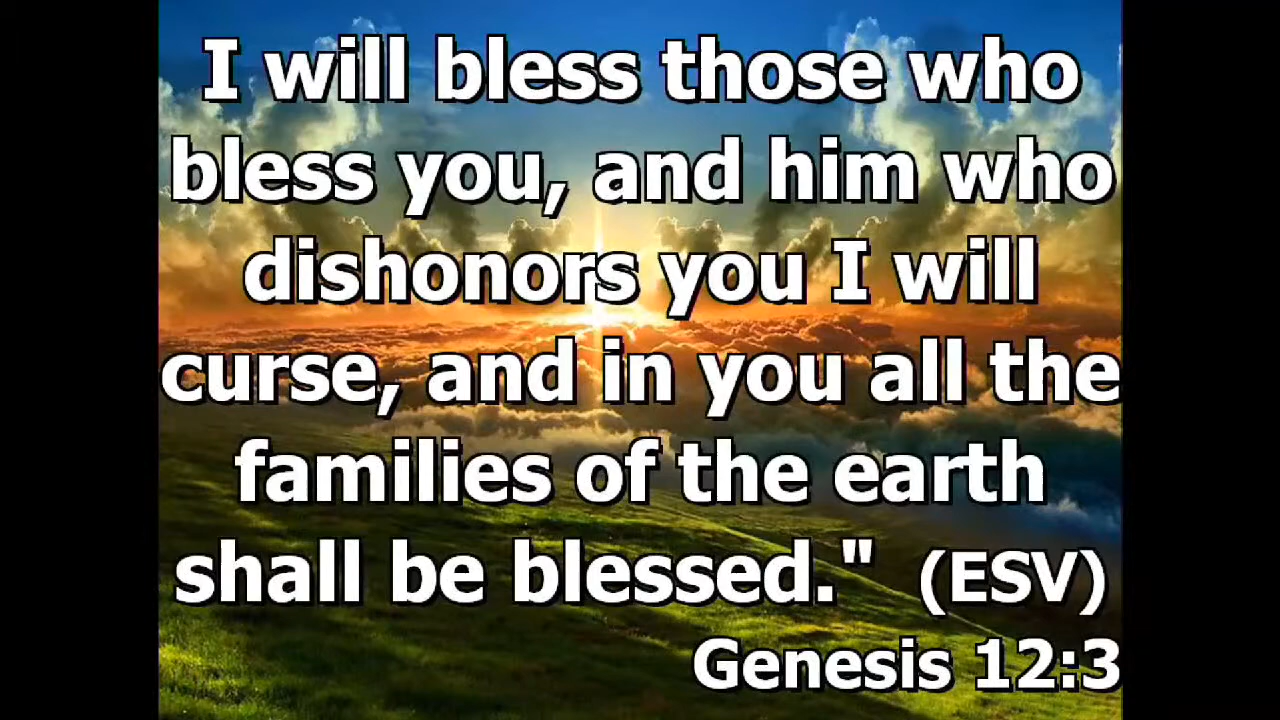 I will bless those who
bless you, and him who
dishonors you I will
curse, and in you all the
families of the earth
shall be blessed." (ESV)
Genesis 12:3